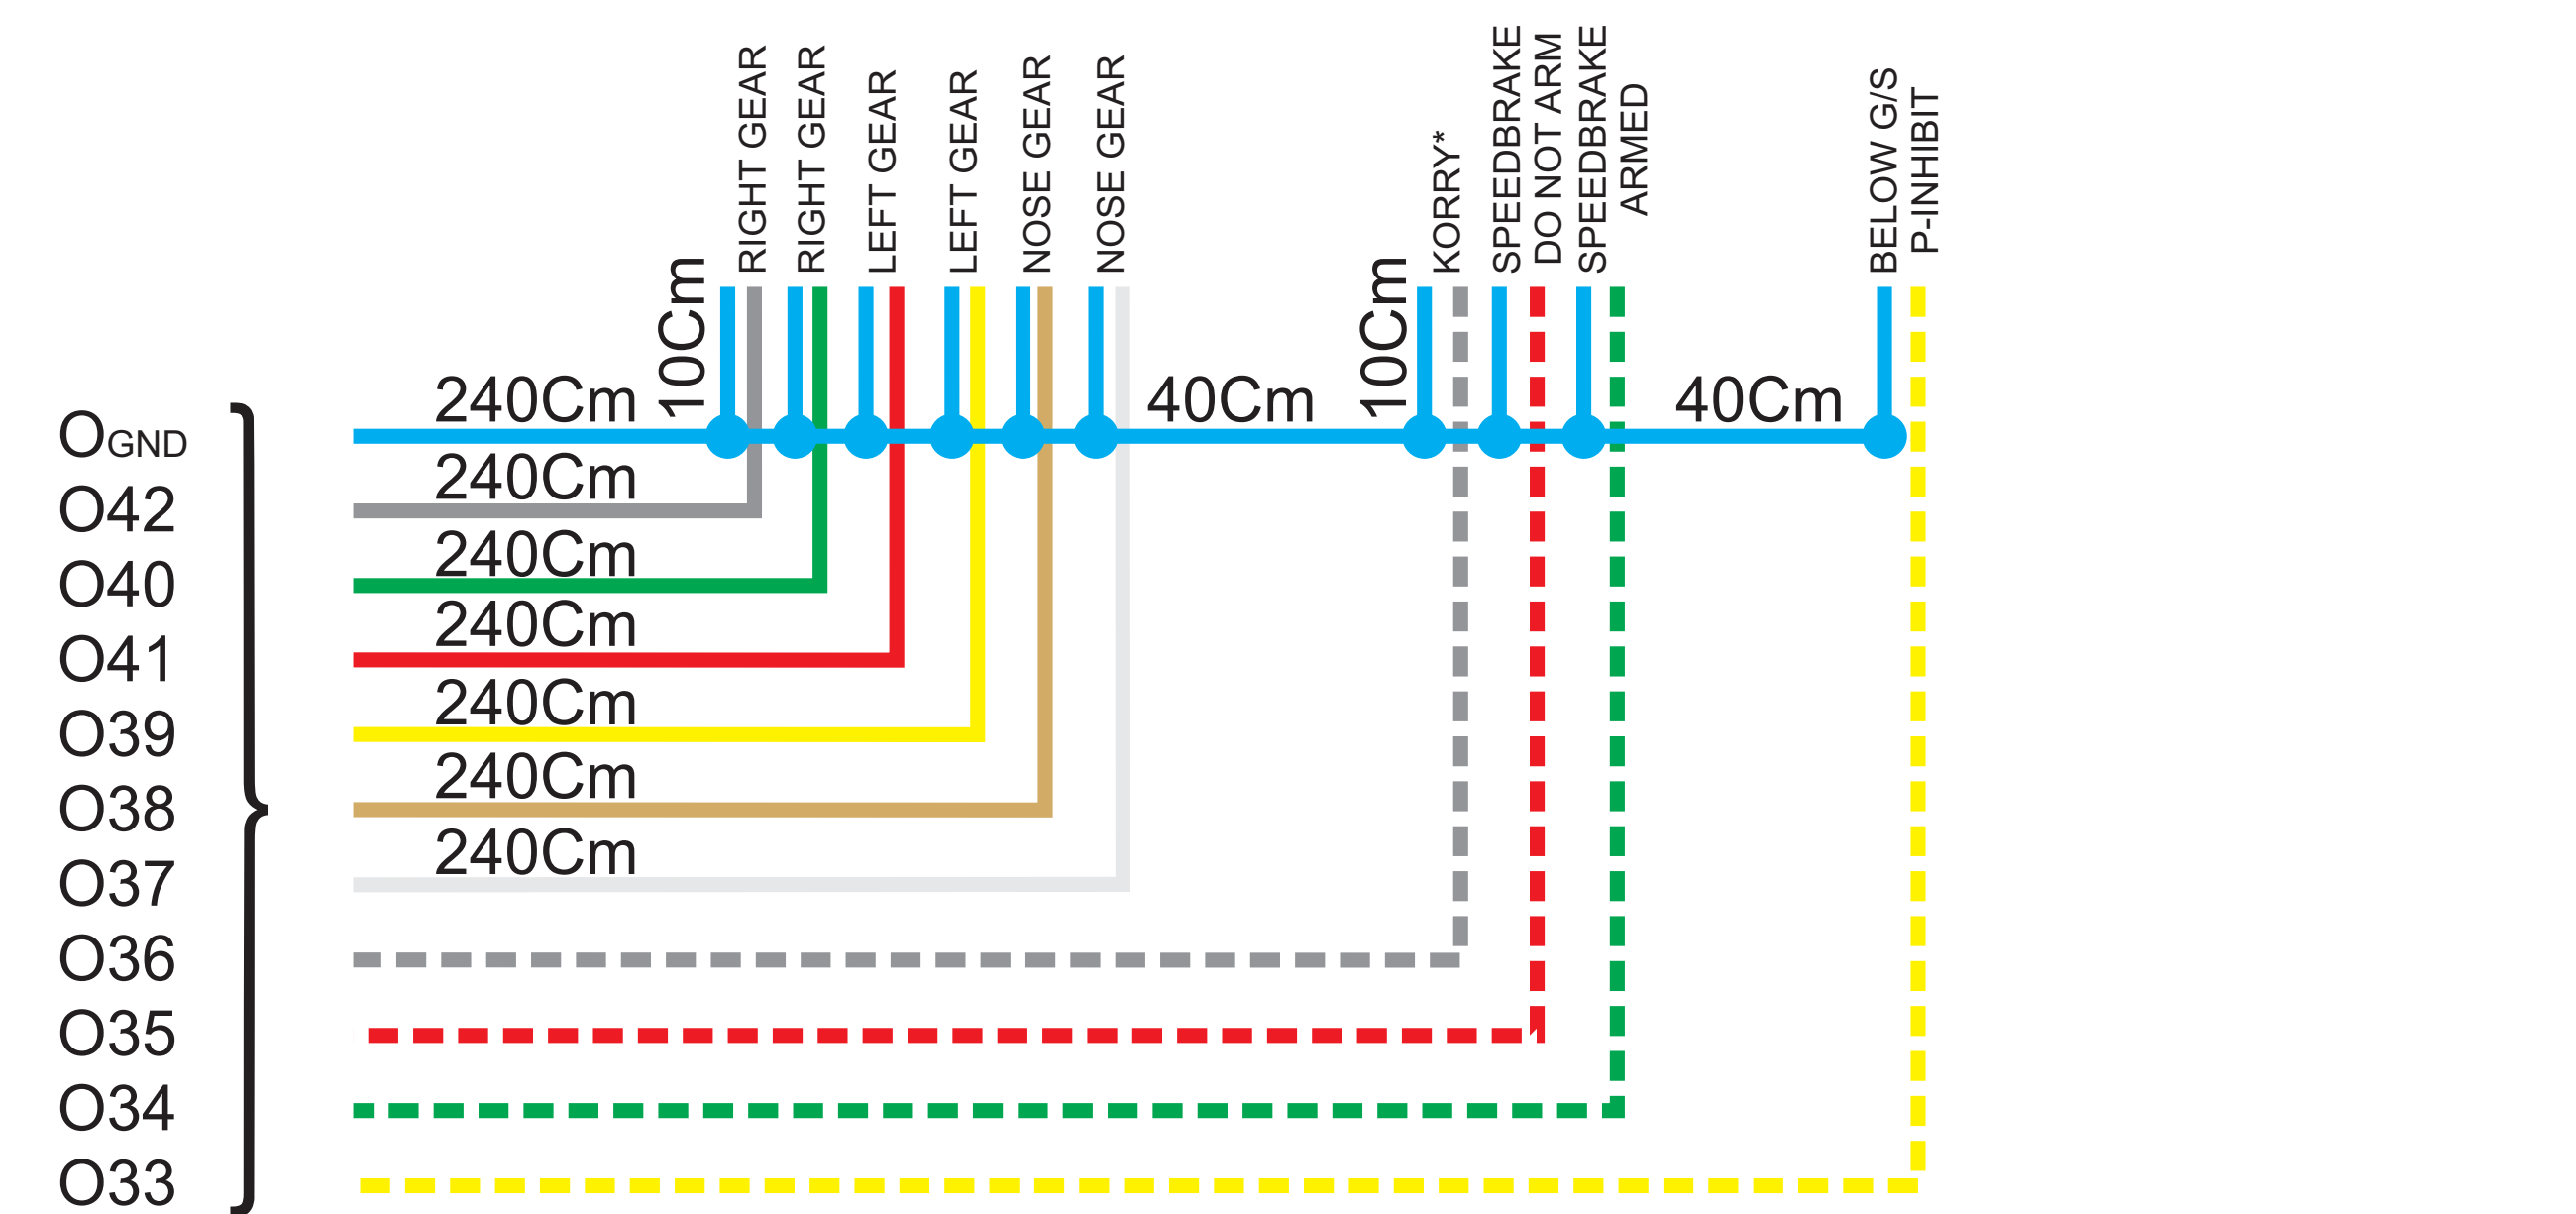 RIGHT GEAR
RIGHT GEAR
LEFT GEAR
LEFT GEAR
NOSE GEAR
NOSE GEAR
KORRY*
SPEEDBRAKE
DO NOT ARM
SPEEDBRAKE
ARMED
BELOW G/S
P-INHIBIT
10Cm
10Cm
240Cm
40Cm
40Cm
OGND
240Cm
O42
240Cm
O40
240Cm
O41
240Cm
O39
240Cm
O38
240Cm
O37
O36
O35
O34
O33